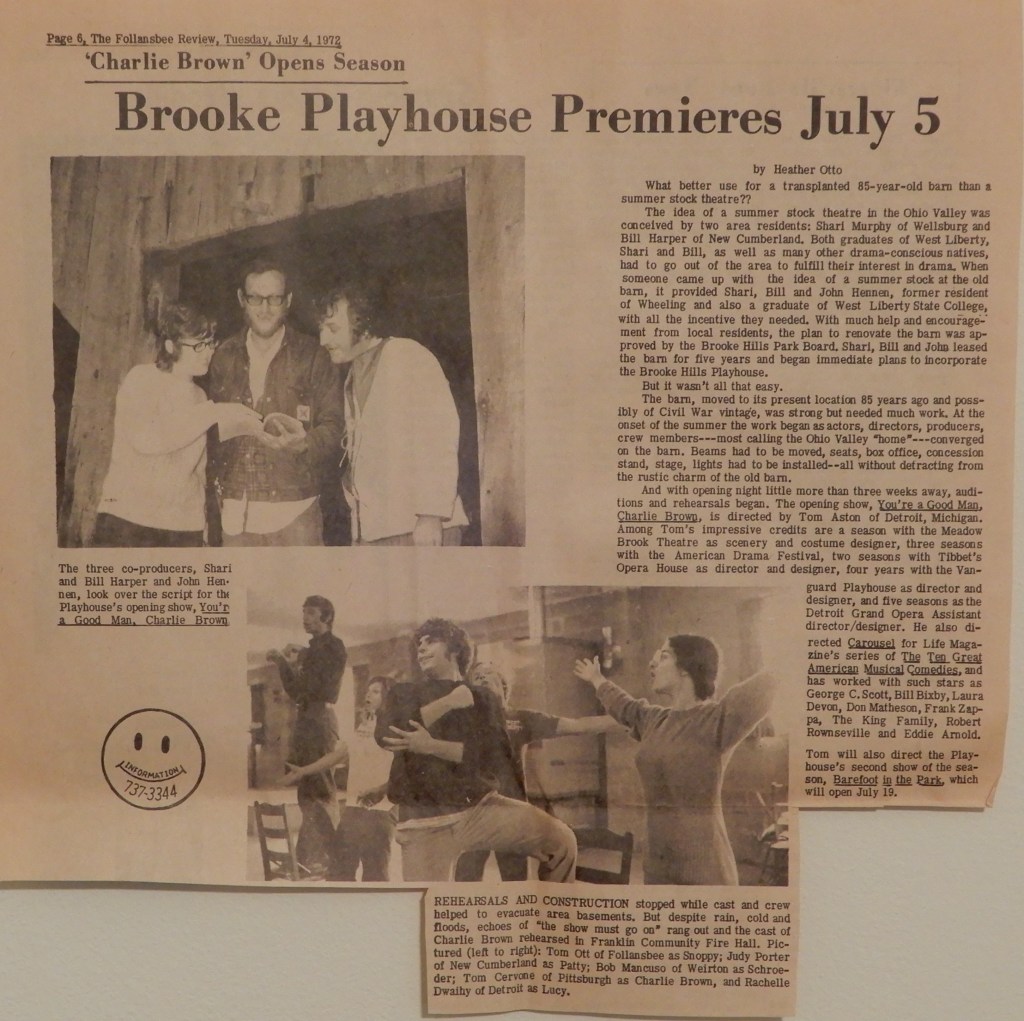 Page 6, The Follansbee Review, Tuesday, July 4, 1972
'Charlie Brown' Opens Season
Brooke Playhouse Premieres July 5
by Heather Otto
What better use for a transplanted 85-year-old barn than a
summer stock theatre??
The idea of a summer stock theatre in the Ohio Valley was
conceived by two area residents: Shari Murphy of Wellsburg and
Bill Harper of New Cumberland. Both graduates of West Liberty,
Shari and Bill, as well as many other drama-conscious natives,
had to go out of the area to fulfill their interest in drama. When
someone came up with the idea of a summer stock at the old
barn, it provided Shari, Bill and John Hennen, former resident
of Wheeling and also a graduate of West Liberty State College,
with all the incentive they needed. With much help and encourage-
ment from local residents, the plan to renovate the barn was ap-
proved by the Brooke Hills Park Board. Shari, Bill and John leased
the barn for five years and began immediate plans to incorporate
the Brooke Hills Playhouse.
But it wasn't all that easy.
The barn, moved to its present location 85 years ago and poss-
ibly of Civil War vintage, was strong but needed much work. At the
onset of the summer the work began as actors, directors, producers,
crew members---most calling the Ohio Valley "home"---converged
on the barn. Beams had to be moved, seats, box office, concession
stand, stage, lights had to be installed--all without defracting from
the rustic charm of the old barn.
And with opening night little more than three weeks away, audi-
tions and rehearsals began. The opening show, You're a Good Man,
Charlie Brown, is directed by Tom Aston of Detroit, Michigan.
Among Tom's impressive credits are a season with the Meadow
Brook Theatre as scenery and costume designer, three seasons
with the American Drama Festival, two seasons with Tibbet's
Opera House as director and designer, four years with the Van-
guard Playhouse as director and
designer, and five seasons as the
Detroit Grand Opera Assistant
director/designer. He also di-
rected Carousel for Life Maga-
zine's series of The Ten Great
American Musical Comedies, and
has worked with such stars as
George C. Scott, Bill Bixby, Laura
Devon, Don Matheson, Frank Zap-
pa, The King Family, Robert
Rownseville and Eddie Arnold.
Tom will also direct the Play-
house's second show of the sea-
son, Barefoot in the Park, which
will open July 19.
The three co-producers, Shari
and Bill Harper and John Hen-
nen, look over the script for the
Playhouse's opening show, You'r
a Good Man, Charlie Brown
INFORMATION
737-3344
REHEARSALS AND CONSTRUCTION stopped while cast and crew
helped to evacuate area basements. But despite rain, cold and
floods, echoes of "the show must go on" rang out and the cast of
Charlie Brown rehearsed in Franklin Community Fire Hall. Pic-
tured (left to right): Tom Ott of Follansbee as Snoppy; Judy Porter
of New Cumberland as Patty; Bob Mancuso of Weirton as Schroe-
der; Tom Cervone of Pittsburgh as Charlie Brown, and Rachelle
Dwaihy of Detroit as Lucy.